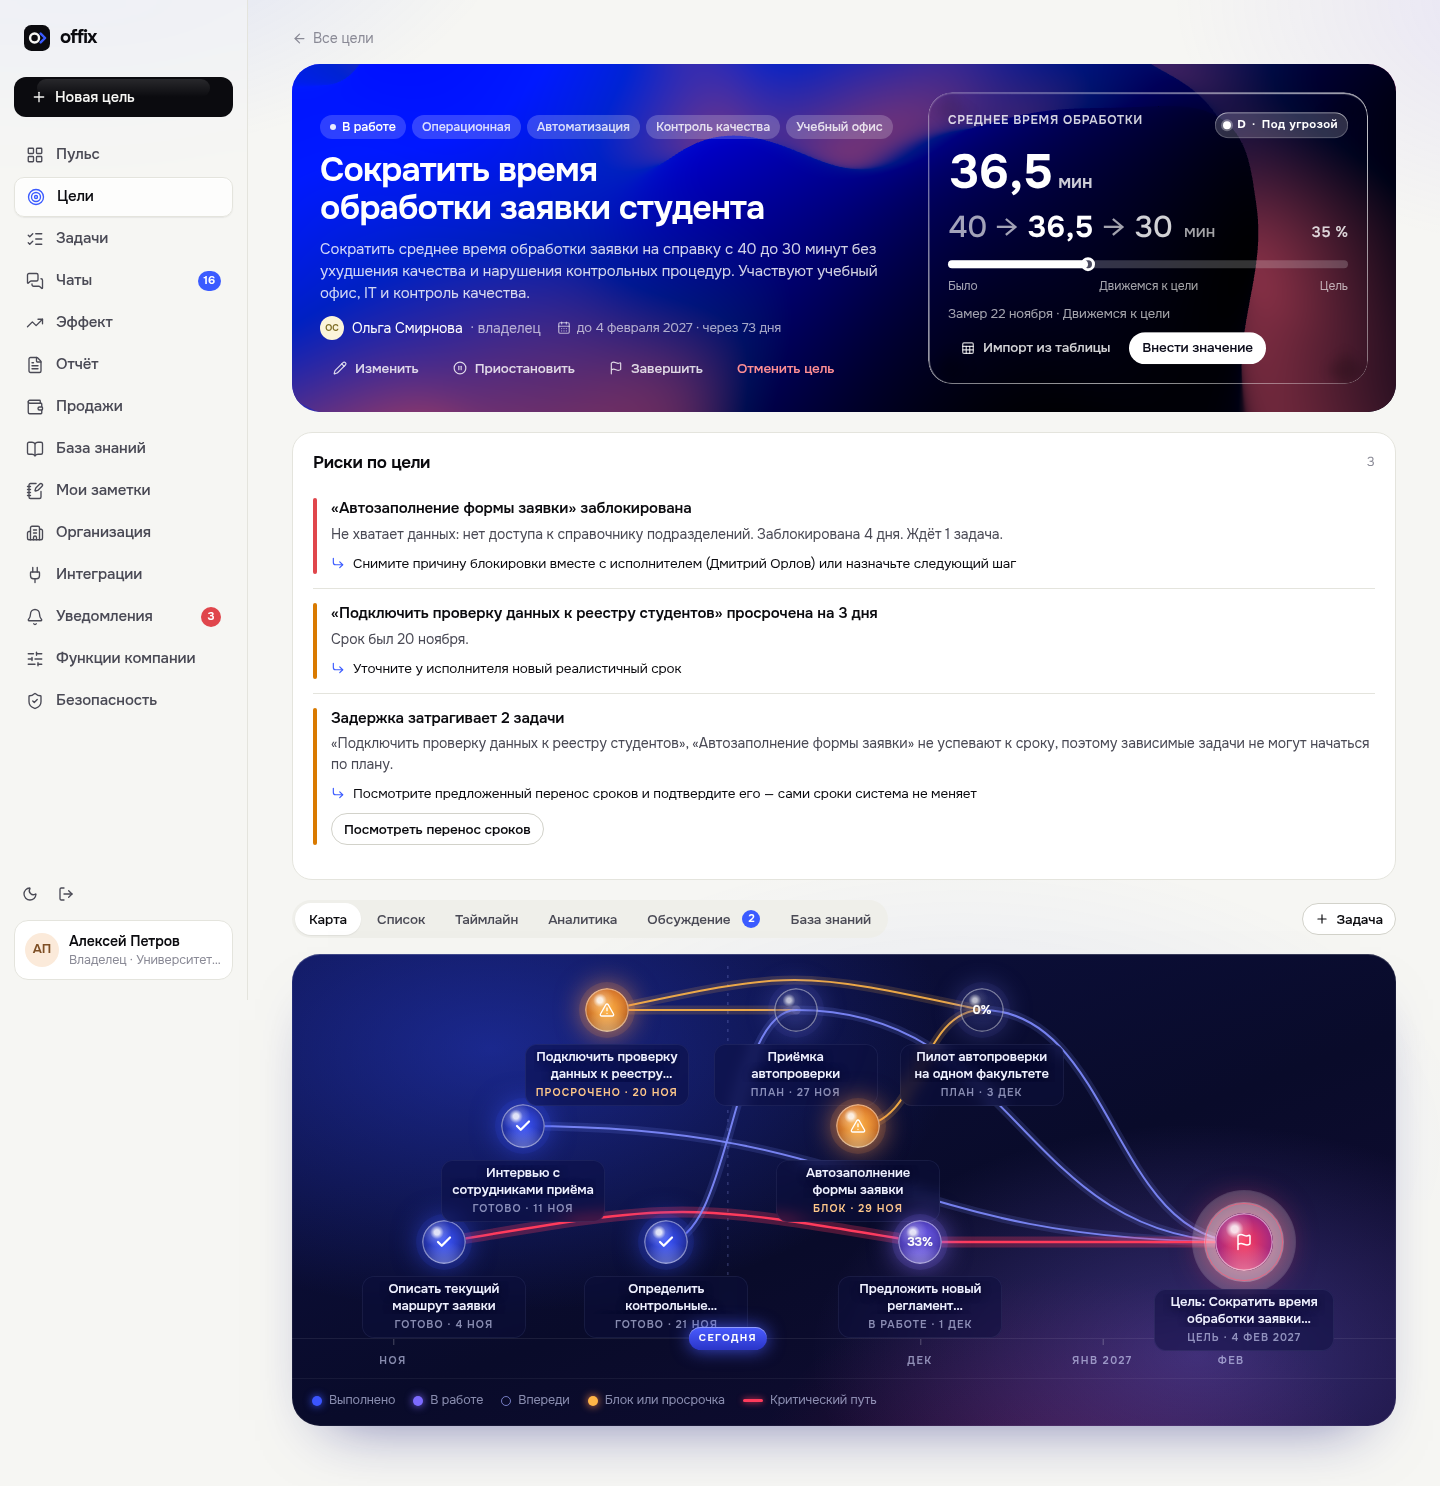 offix
Новая цель
Пульс
Цели
Задачи
Чаты 16
Эффект
Отчёт
Продажи
База знаний
Мои заметки
Организация
Интеграции
Уведомления 3
Функции компании
Безопасность
АП
Алексей Петров
Владелец · Университет...
Все цели
В работе Операционная Автоматизация Контроль качества Учебный офис
Сократить время
обработки заявки студента
Сократить среднее время обработки заявки на справку с 40 до 30 минут без
ухудшения качества и нарушения контрольных процедур. Участвуют учебный
офис, IT и контроль качества.
ОС Ольга Смирнова · владелец до 4 февраля 2027 · через 73 дня
Изменить Приостановить Завершить Отменить цель
СРЕДНЕЕ ВРЕМЯ ОБРАБОТКИ D · Под угрозой
36,5 мин
40 → 36,5 → 30 мин 35 %
Было Движемся к цели Цель
Замер 22 ноября · Движемся к цели
Импорт из таблицы Внести значение
Риски по цели 3
«Автозаполнение формы заявки» заблокирована
Не хватает данных: нет доступа к справочнику подразделений. Заблокирована 4 дня. Ждёт 1 задача.
Снимите причину блокировки вместе с исполнителем (Дмитрий Орлов) или назначьте следующий шаг
«Подключить проверку данных к реестру студентов» просрочена на 3 дня
Срок был 20 ноября.
Уточните у исполнителя новый реалистичный срок
Задержка затрагивает 2 задачи
«Подключить проверку данных к реестру студентов», «Автозаполнение формы заявки» не успевают к сроку, поэтому зависимые задачи не могут начаться
по плану.
Посмотрите предложенный перенос сроков и подтвердите его — сами сроки система не меняет
Посмотреть перенос сроков
Карта Список Таймлайн Аналитика Обсуждение 2 База знаний
Задача
0%
Подключить проверку
данных к реестру...
ПРОСРОЧЕНО · 20 НОЯ
Приёмка
автопроверки
ПЛАН · 27 НОЯ
Пилот автопроверки
на одном факультете
ПЛАН · 3 ДЕК
Интервью с
сотрудниками приёма
ГОТОВО · 11 НОЯ
Автозаполнение
формы заявки
БЛОК · 29 НОЯ
33%
Описать текущий
маршрут заявки
ГОТОВО · 4 НОЯ
Определить
контрольные...
ГОТОВО · 21 НОЯ
Предложить новый
регламент...
В РАБОТЕ · 1 ДЕК
Цель: Сократить время
обработки заявки...
ЦЕЛЬ · 4 ФЕВ 2027
СЕГОДНЯ
НОЯ ДЕК ЯНВ 2027 ФЕВ
Выполнено В работе Впереди Блок или просрочка Критический путь